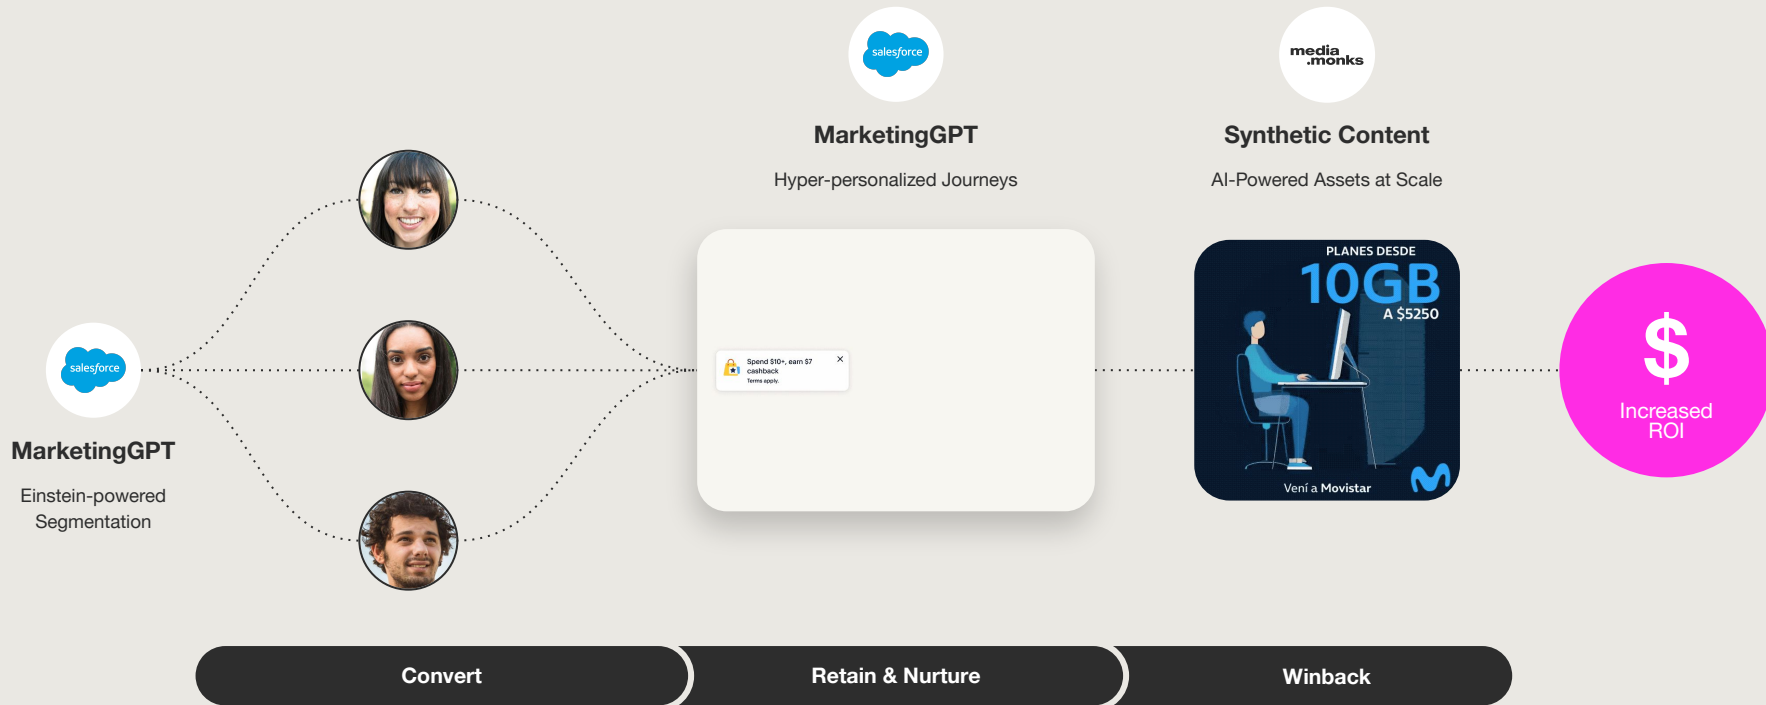 salesforce
MarketingGPT
Einstein-powered
Segmentation
salesforce
MarketingGPT
Hyper-personalized Journeys
Spend $10+, earn $7
cashback
Terms apply.
media
.monks
Synthetic Content
AI-Powered Assets at Scale
PLANES DESDE
10GB
A $5250
Vení a Movistar
$
Increased
ROI
Convert
Retain & Nurture
Winback